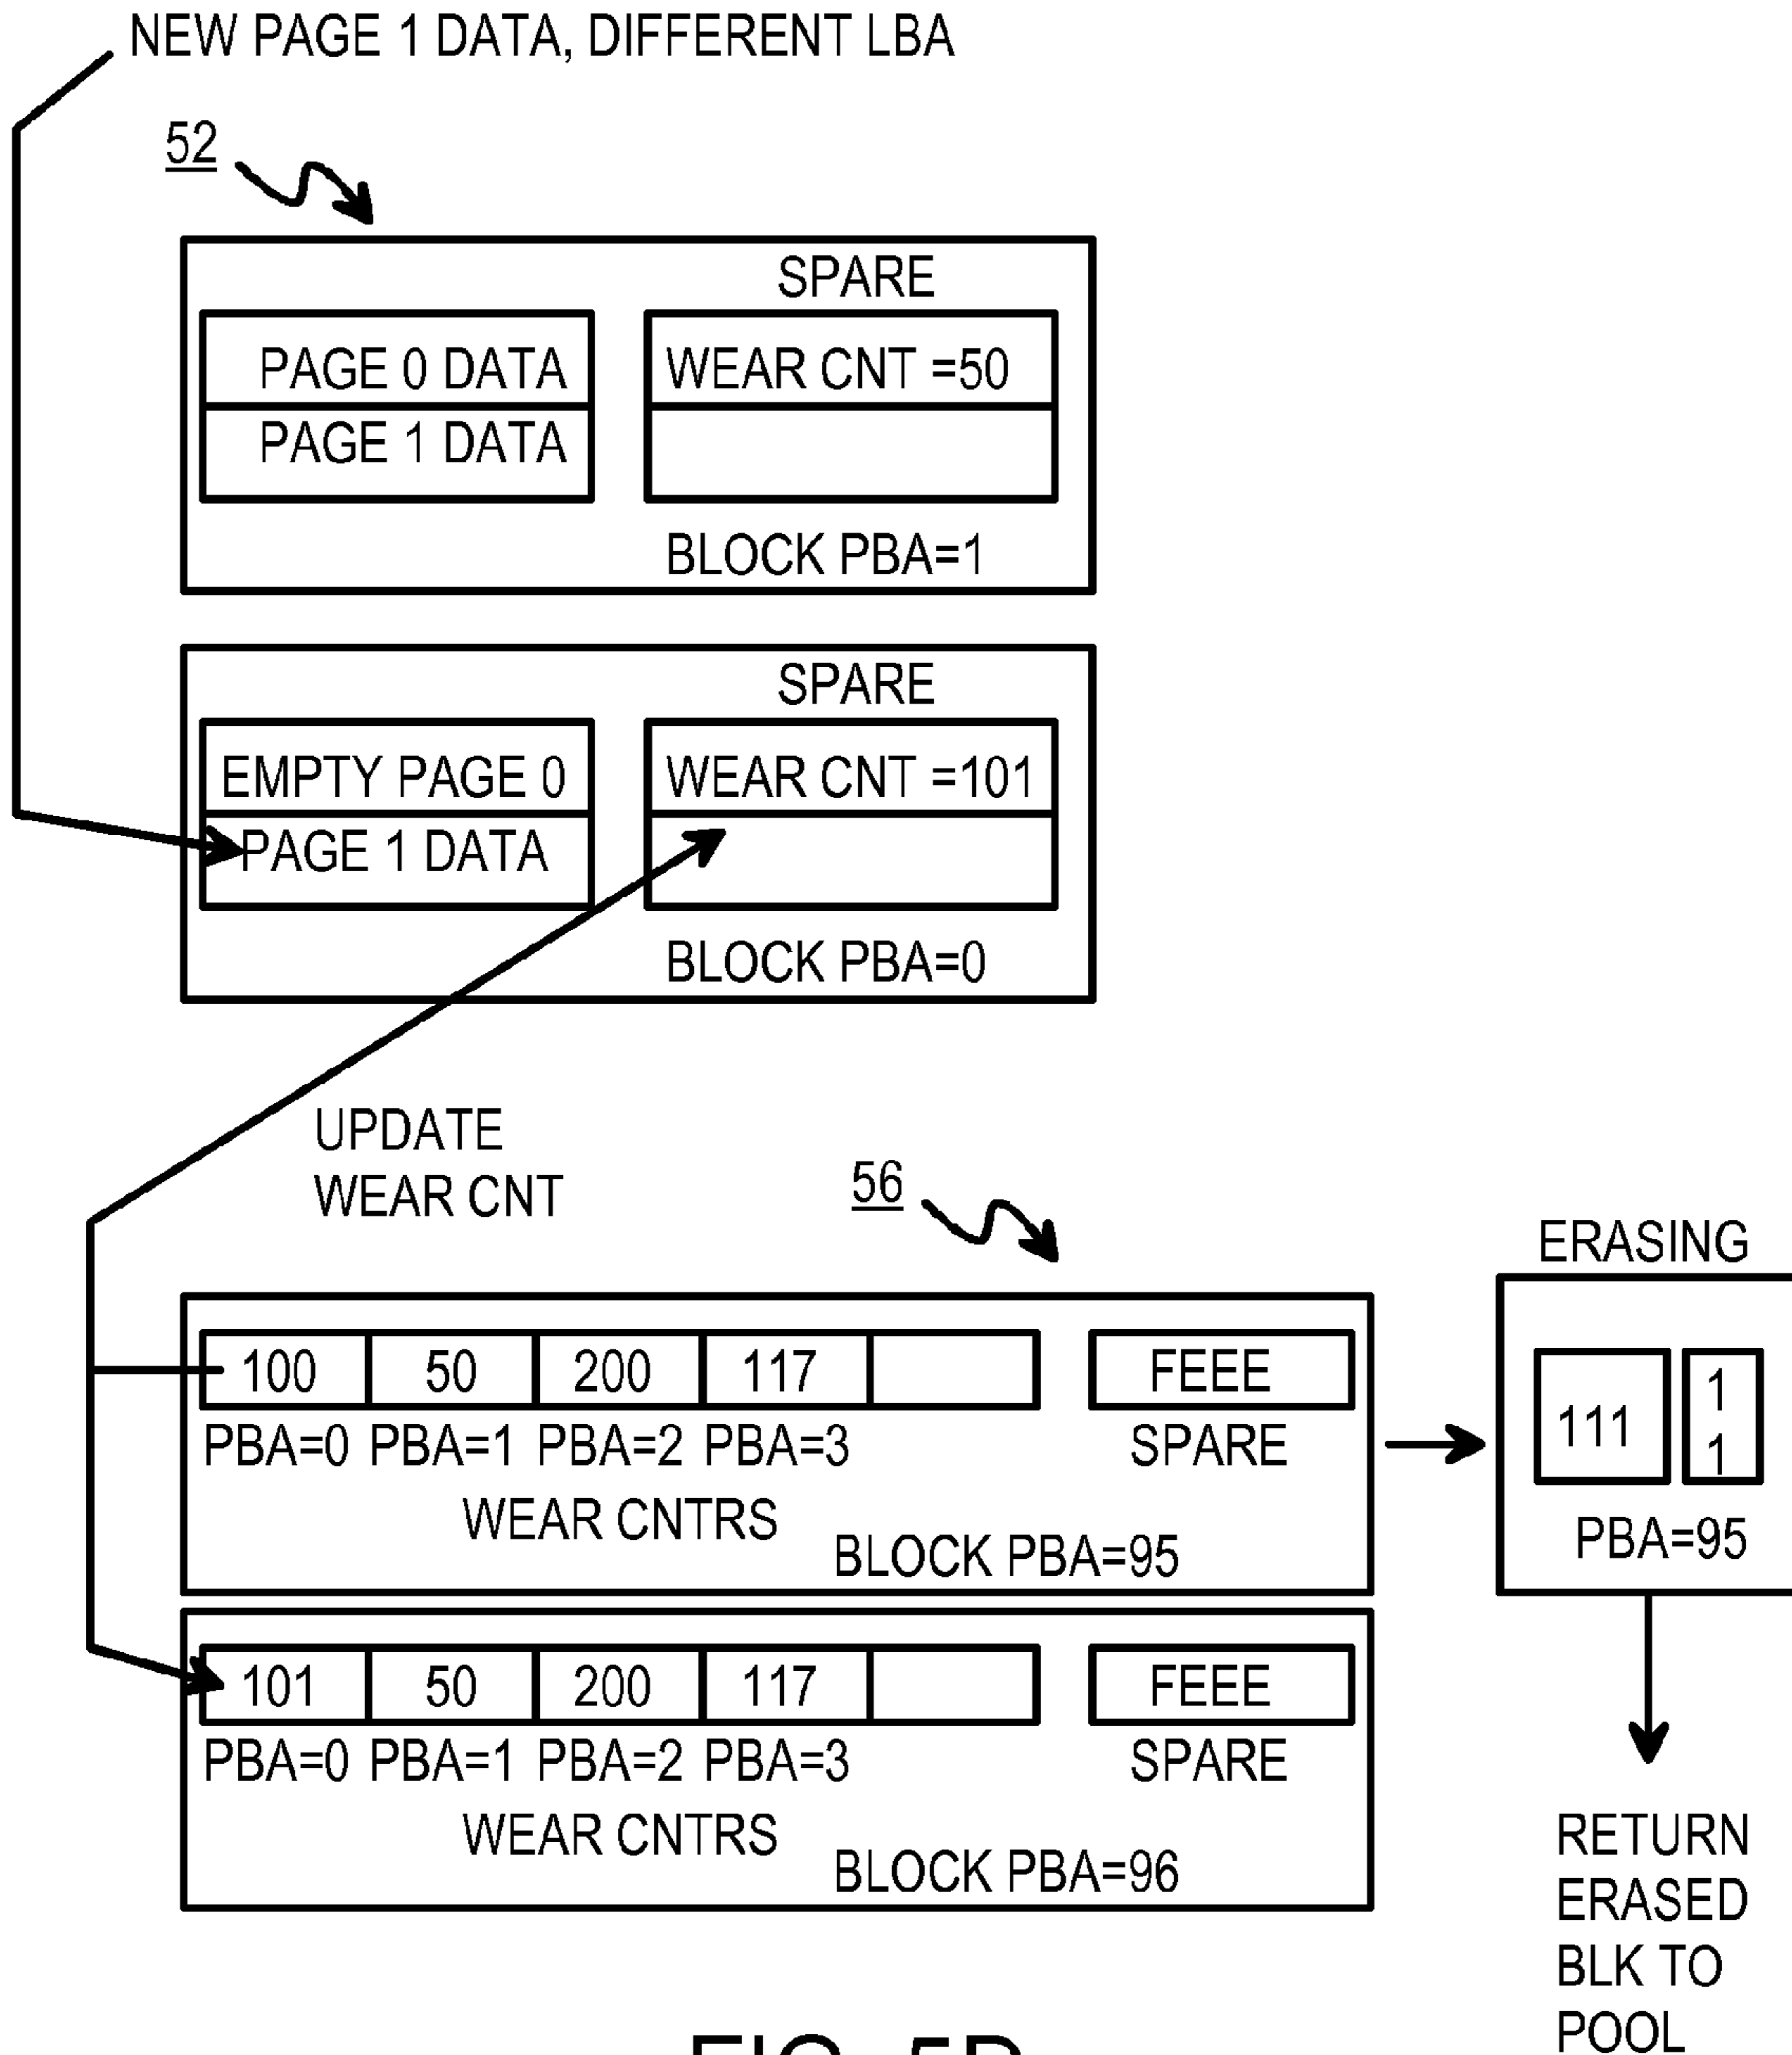 NEW PAGE 1 DATA, DIFFERENT LBA
52
SPARE
PAGE 0 DATA
WEAR CNT =50
PAGE 1 DATA
BLOCK PBA=1
SPARE
EMPTY PAGE 0
WEAR CNT =101
PAGE 1 DATA
BLOCK PBA=0
UPDATE
WEAR CNT
56
100 50 200 117 FEEE
PBA=0 PBA=1 PBA=2 PBA=3 SPARE
WEAR CNTRS
BLOCK PBA=95
101 50 200 117 FEEE
PBA=0 PBA=1 PBA=2 PBA=3 SPARE
WEAR CNTRS
BLOCK PBA=96
ERASING
111
1
1
PBA=95
RETURN
ERASED
BLK TO
POOL